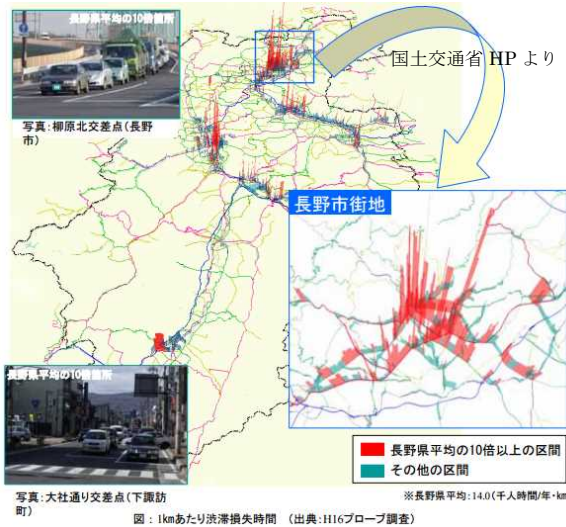 長野県平均の10倍箇所
写真:柳原北交差点(長野
市)
国土交通省 HP より
長野市街地
長野県平均の10倍箇所
写真:大社通り交差点(下諏訪
町)
長野県平均の10倍以上の区間
その他の区間
※長野県平均:14.0(千人時間/年・km)
図：1kmあたり渋滞損失時間 (出典:H16プローブ調査)